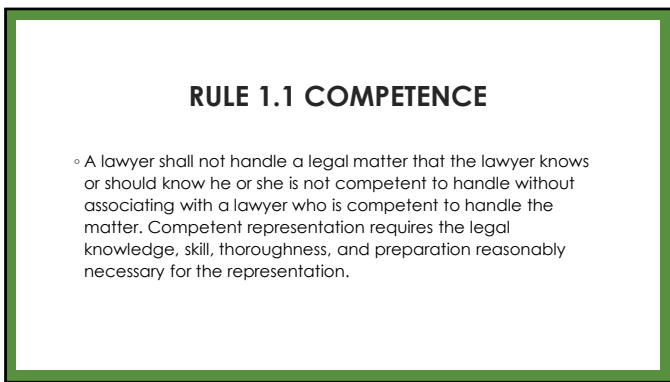 RULE 1.1 COMPETENCE
◦ A lawyer shall not handle a legal matter that the lawyer knows
or should know he or she is not competent to handle without
associating with a lawyer who is competent to handle the
matter. Competent representation requires the legal
knowledge, skill, thoroughness, and preparation reasonably
necessary for the representation.